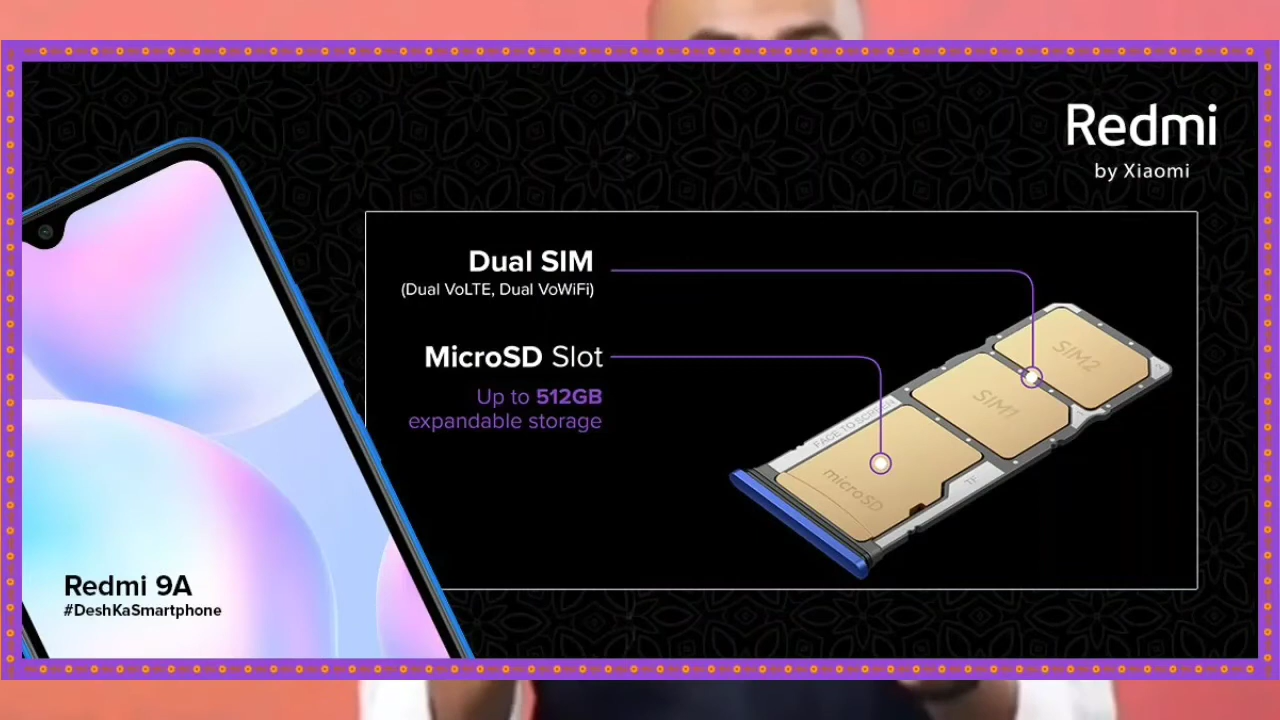 Redmi
by Xiaomi
Dual SIM
(Dual VoLTE, Dual VoWiFi)
MicroSD Slot
Up to 512GB
expandable storage
SIM2
SIM1
FACE TO SCREEN
microSD
TF
Redmi 9A
#DeshKaSmartphone